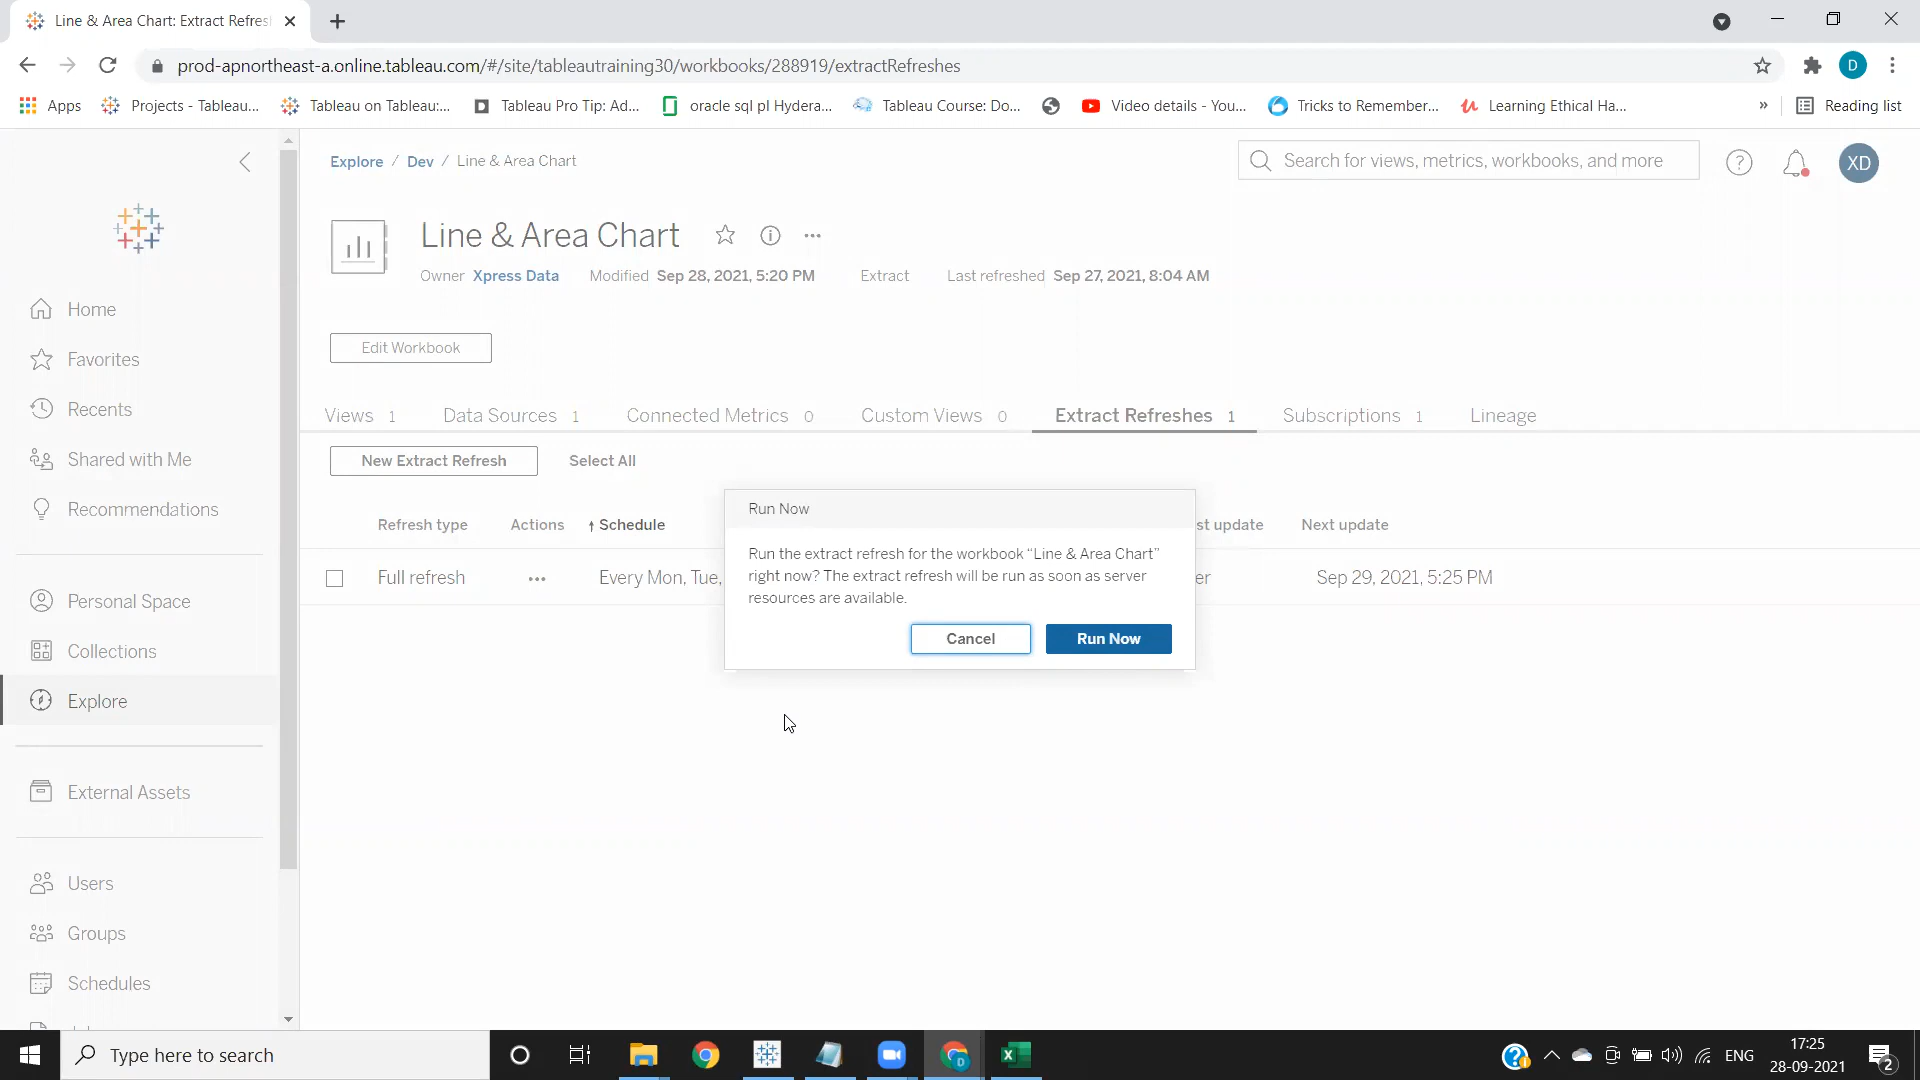 Line & Area Chart: Extract Refres
prod-apnortheast-a.online.tableau.com/#/site/tableautraining30/workbooks/288919/extractRefreshes
D
Apps
Projects - Tableau...
Tableau on Tableau:...
Tableau Pro Tip: Ad...
oracle sql pl Hydera...
Tableau Course: Do...
Video details - You...
Tricks to Remember...
Learning Ethical Ha...
»
Reading list
Explore / Dev / Line & Area Chart
Search for views, metrics, workbooks, and more
XD
Line & Area Chart
Owner Xpress Data Modified Sep 28, 2021, 5:20 PM Extract Last refreshed Sep 27, 2021, 8:04 AM
Edit Workbook
Views 1 Data Sources 1 Connected Metrics 0 Custom Views 0 Extract Refreshes 1 Subscriptions 1 Lineage
New Extract Refresh
Select All
Refresh type Actions ↑ Schedule st update Next update
Full refresh Every Mon, Tue, er Sep 29, 2021, 5:25 PM
Run Now
Run the extract refresh for the workbook “Line & Area Chart”
right now? The extract refresh will be run as soon as server
resources are available.
Cancel
Run Now
Home
Favorites
Recents
Shared with Me
Recommendations
Personal Space
Collections
Explore
External Assets
Users
Groups
Schedules
Type here to search
ENG
17:25
28-09-2021
2